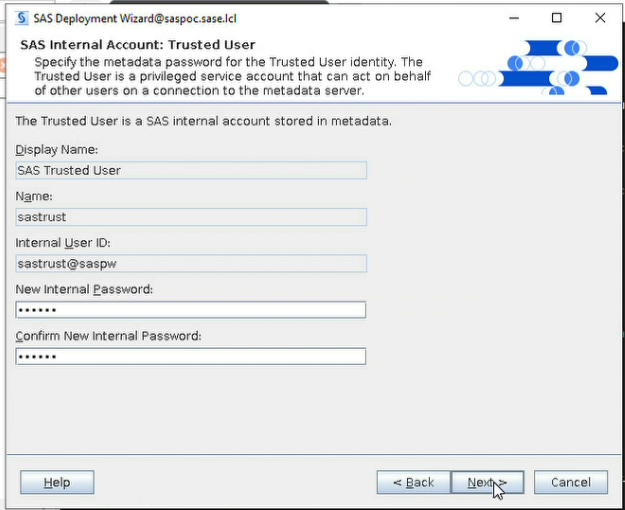 SAS Deployment Wizard@saspoc.sase.lcl
SAS Internal Account: Trusted User
Specify the metadata password for the Trusted User identity. The
Trusted User is a privileged service account that can act on behalf
of other users on a connection to the metadata server.
The Trusted User is a SAS internal account stored in metadata.
Display Name:
SAS Trusted User
Name:
sastrust
Internal User ID:
sastrust@saspw
New Internal Password:
••••••
Confirm New Internal Password:
••••••
Help < Back Next > Cancel